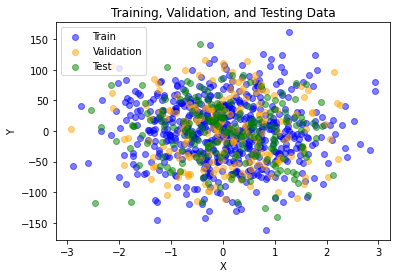 Training, Validation, and Testing Data
Train
Validation
Test
150
100
50
0
−50
−100
−150
Y
−3
−2
−1
0
1
2
3
X